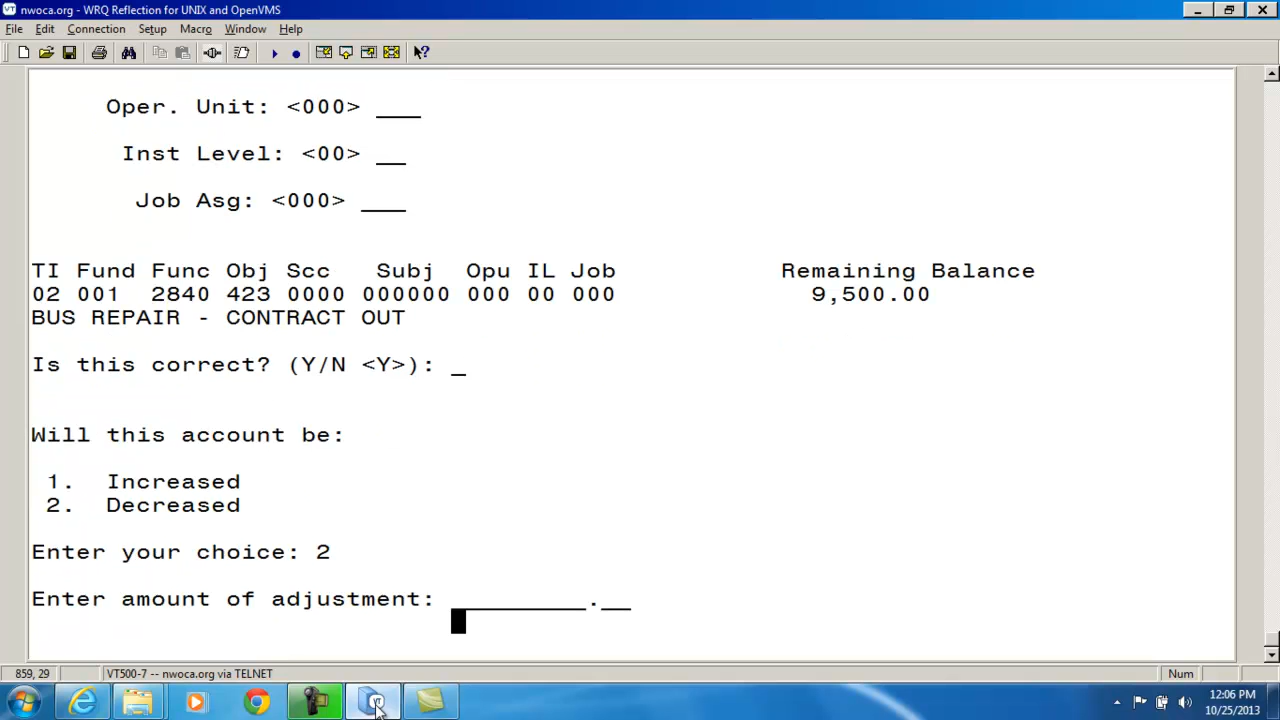 nwoca.org - WRQ Reflection for UNIX and OpenVMS
File Edit Connection Setup Macro Window Help
Oper. Unit: <000> ___
Inst Level: <00> __
Job Asg: <000> ___
TI Fund Func Obj Scc Subj Opu IL Job Remaining Balance
02 001 2840 423 0000 000000 000 00 000 9,500.00
BUS REPAIR - CONTRACT OUT
Is this correct? (Y/N <Y>): _
Will this account be:
1. Increased
2. Decreased
Enter your choice: 2
Enter amount of adjustment: _________.__
859, 29 VT500-7 -- nwoca.org via TELNET Num
12:06 PM
10/25/2013